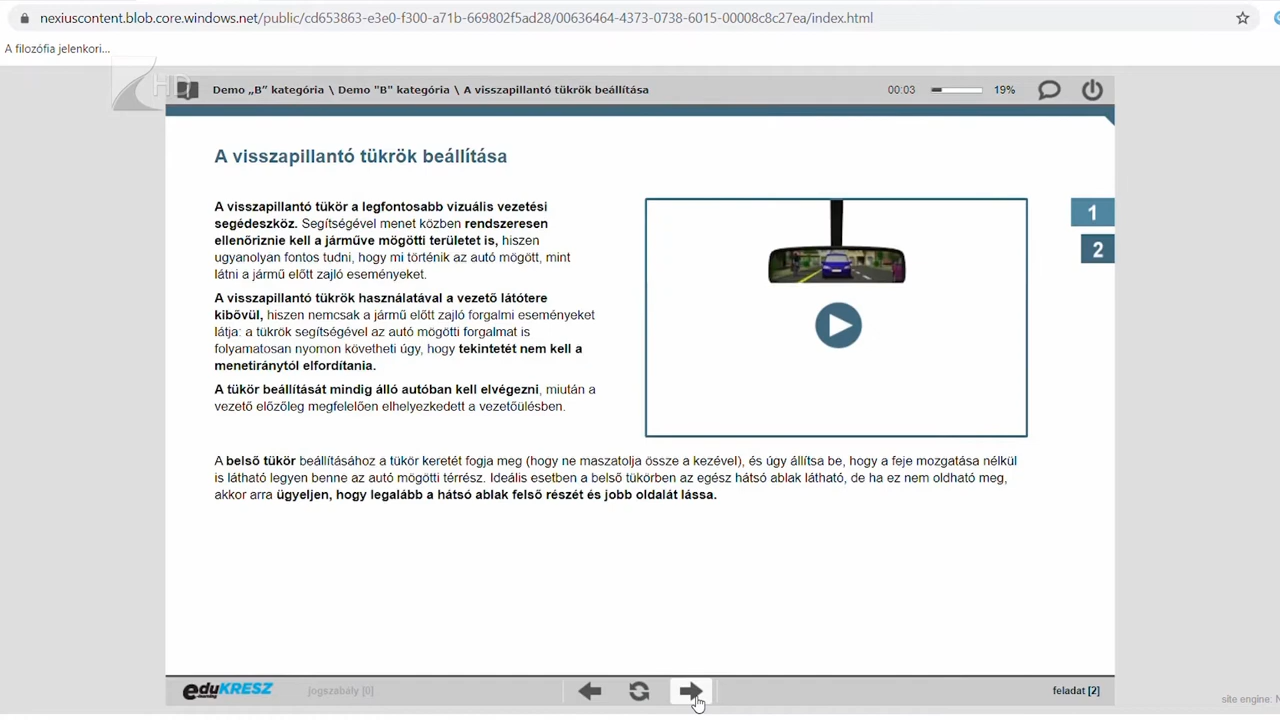 nexiuscontent.blob.core.windows.net/public/cd653863-e3e0-f300-a71b-669802f5ad28/00636464-4373-0738-6015-00008c8c27ea/index.html
A filozófia jelenkori...
HD
Demo „B” kategória \ Demo "B" kategória \ A visszapillantó tükrök beállítása
00:03
19%
A visszapillantó tükrök beállítása
A visszapillantó tükör a legfontosabb vizuális vezetési
segédeszköz. Segítségével menet közben rendszeresen
ellenőriznie kell a járműve mögötti területet is, hiszen
ugyanolyan fontos tudni, hogy mi történik az autó mögött, mint
látni a jármű előtt zajló eseményeket.
A visszapillantó tükrök használatával a vezető látótere
kibővül, hiszen nemcsak a jármű előtt zajló forgalmi eseményeket
látja: a tükrök segítségével az autó mögötti forgalmat is
folyamatosan nyomon követheti úgy, hogy tekintetét nem kell a
menetiránytól elfordítania.
A tükör beállítását mindig álló autóban kell elvégezni, miután a
vezető előzőleg megfelelően elhelyezkedett a vezetőülésben.
1
2
A belső tükör beállításához a tükör keretét fogja meg (hogy ne maszatolja össze a kezével), és úgy állítsa be, hogy a feje mozgatása nélkül
is látható legyen benne az autó mögötti térrész. Ideális esetben a belső tükörben az egész hátsó ablak látható, de ha ez nem oldható meg,
akkor arra ügyeljen, hogy legalább a hátsó ablak felső részét és jobb oldalát lássa.
eduKRESZ
e-learning
jogszabály [0]
feladat [2]
site engine: